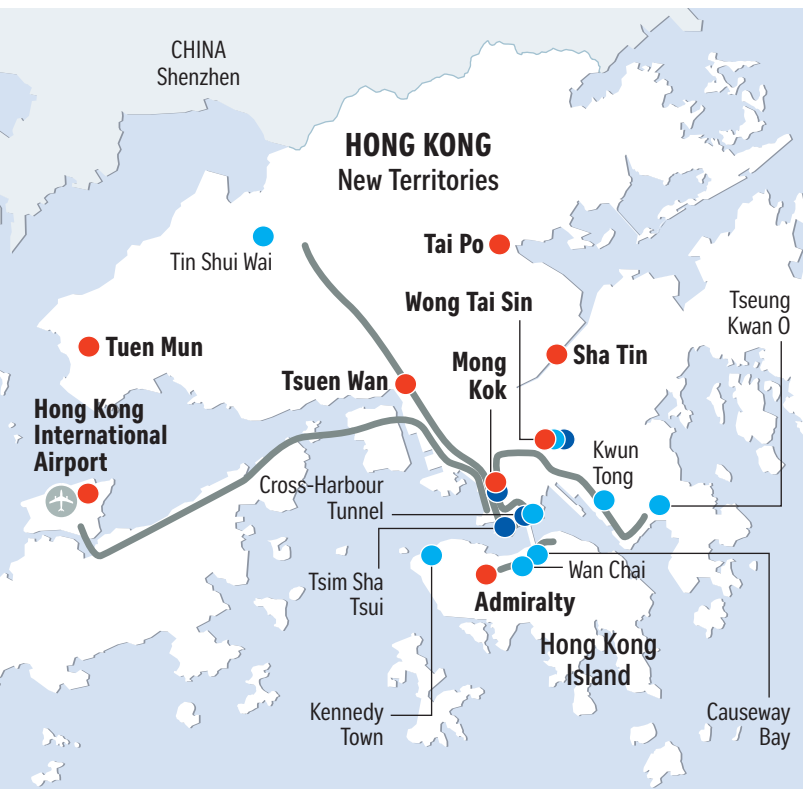 CHINA
Shenzhen
HONG KONG
New Territories
Tai Po
Tin Shui Wai
Wong Tai Sin
Tseung
Kwan O
Tuen Mun
Mong
Kok
Sha Tin
Tsuen Wan
Hong Kong
International
Airport
Kwun
Tong
Cross-Harbour
Tunnel
Tsim Sha
Tsui
Wan Chai
Admiralty
Hong Kong
Island
Kennedy
Town
Causeway
Bay